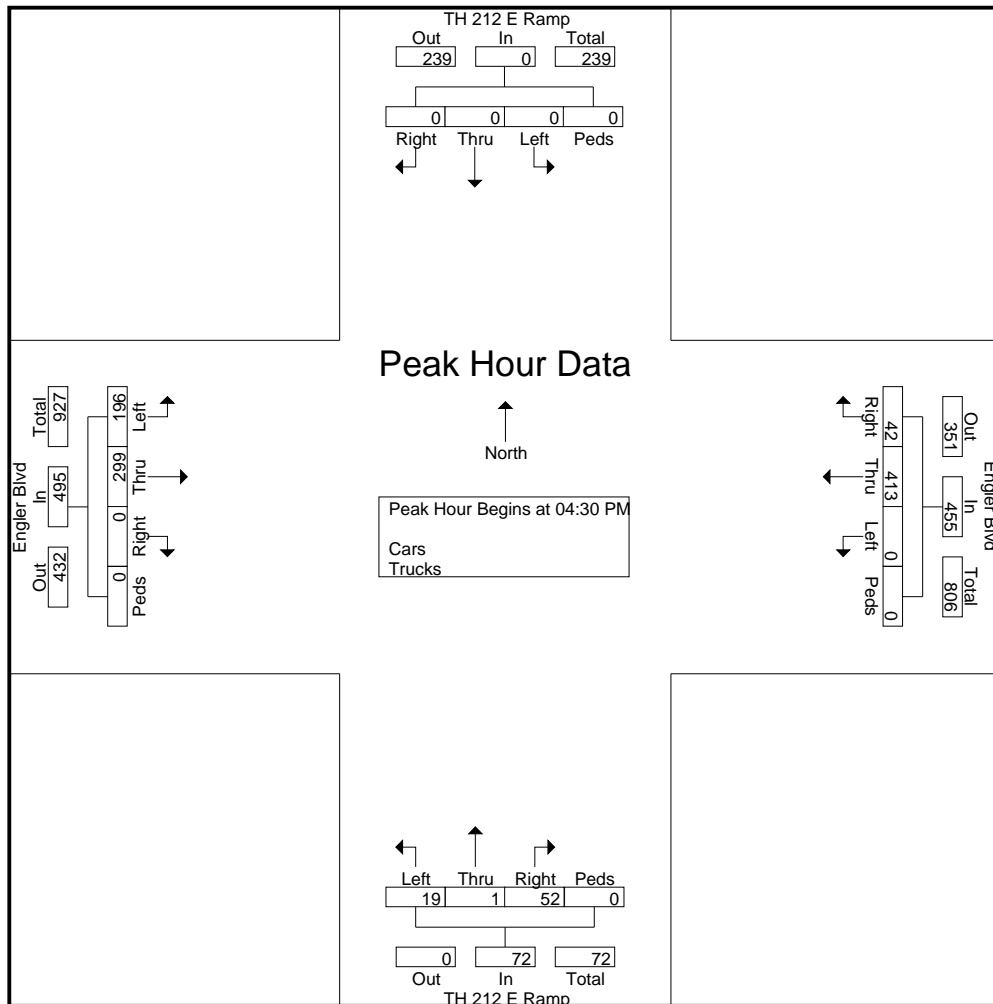 TH 212 E Ramp
Out In Total
239 0 239
0 0 0 0
Right Thru Left Peds
Peak Hour Data
North
Peak Hour Begins at 04:30 PM
Cars
Trucks
Engler Blvd
Out In Total
432 495 927
0 0 299 196
Peds Right Thru Left
Engler Blvd
Out In Total
351 455 806
42 413 0 0
Right Thru Left Peds
Left Thru Right Peds
19 1 52 0
0 72 72
Out In Total
TH 212 E Ramp